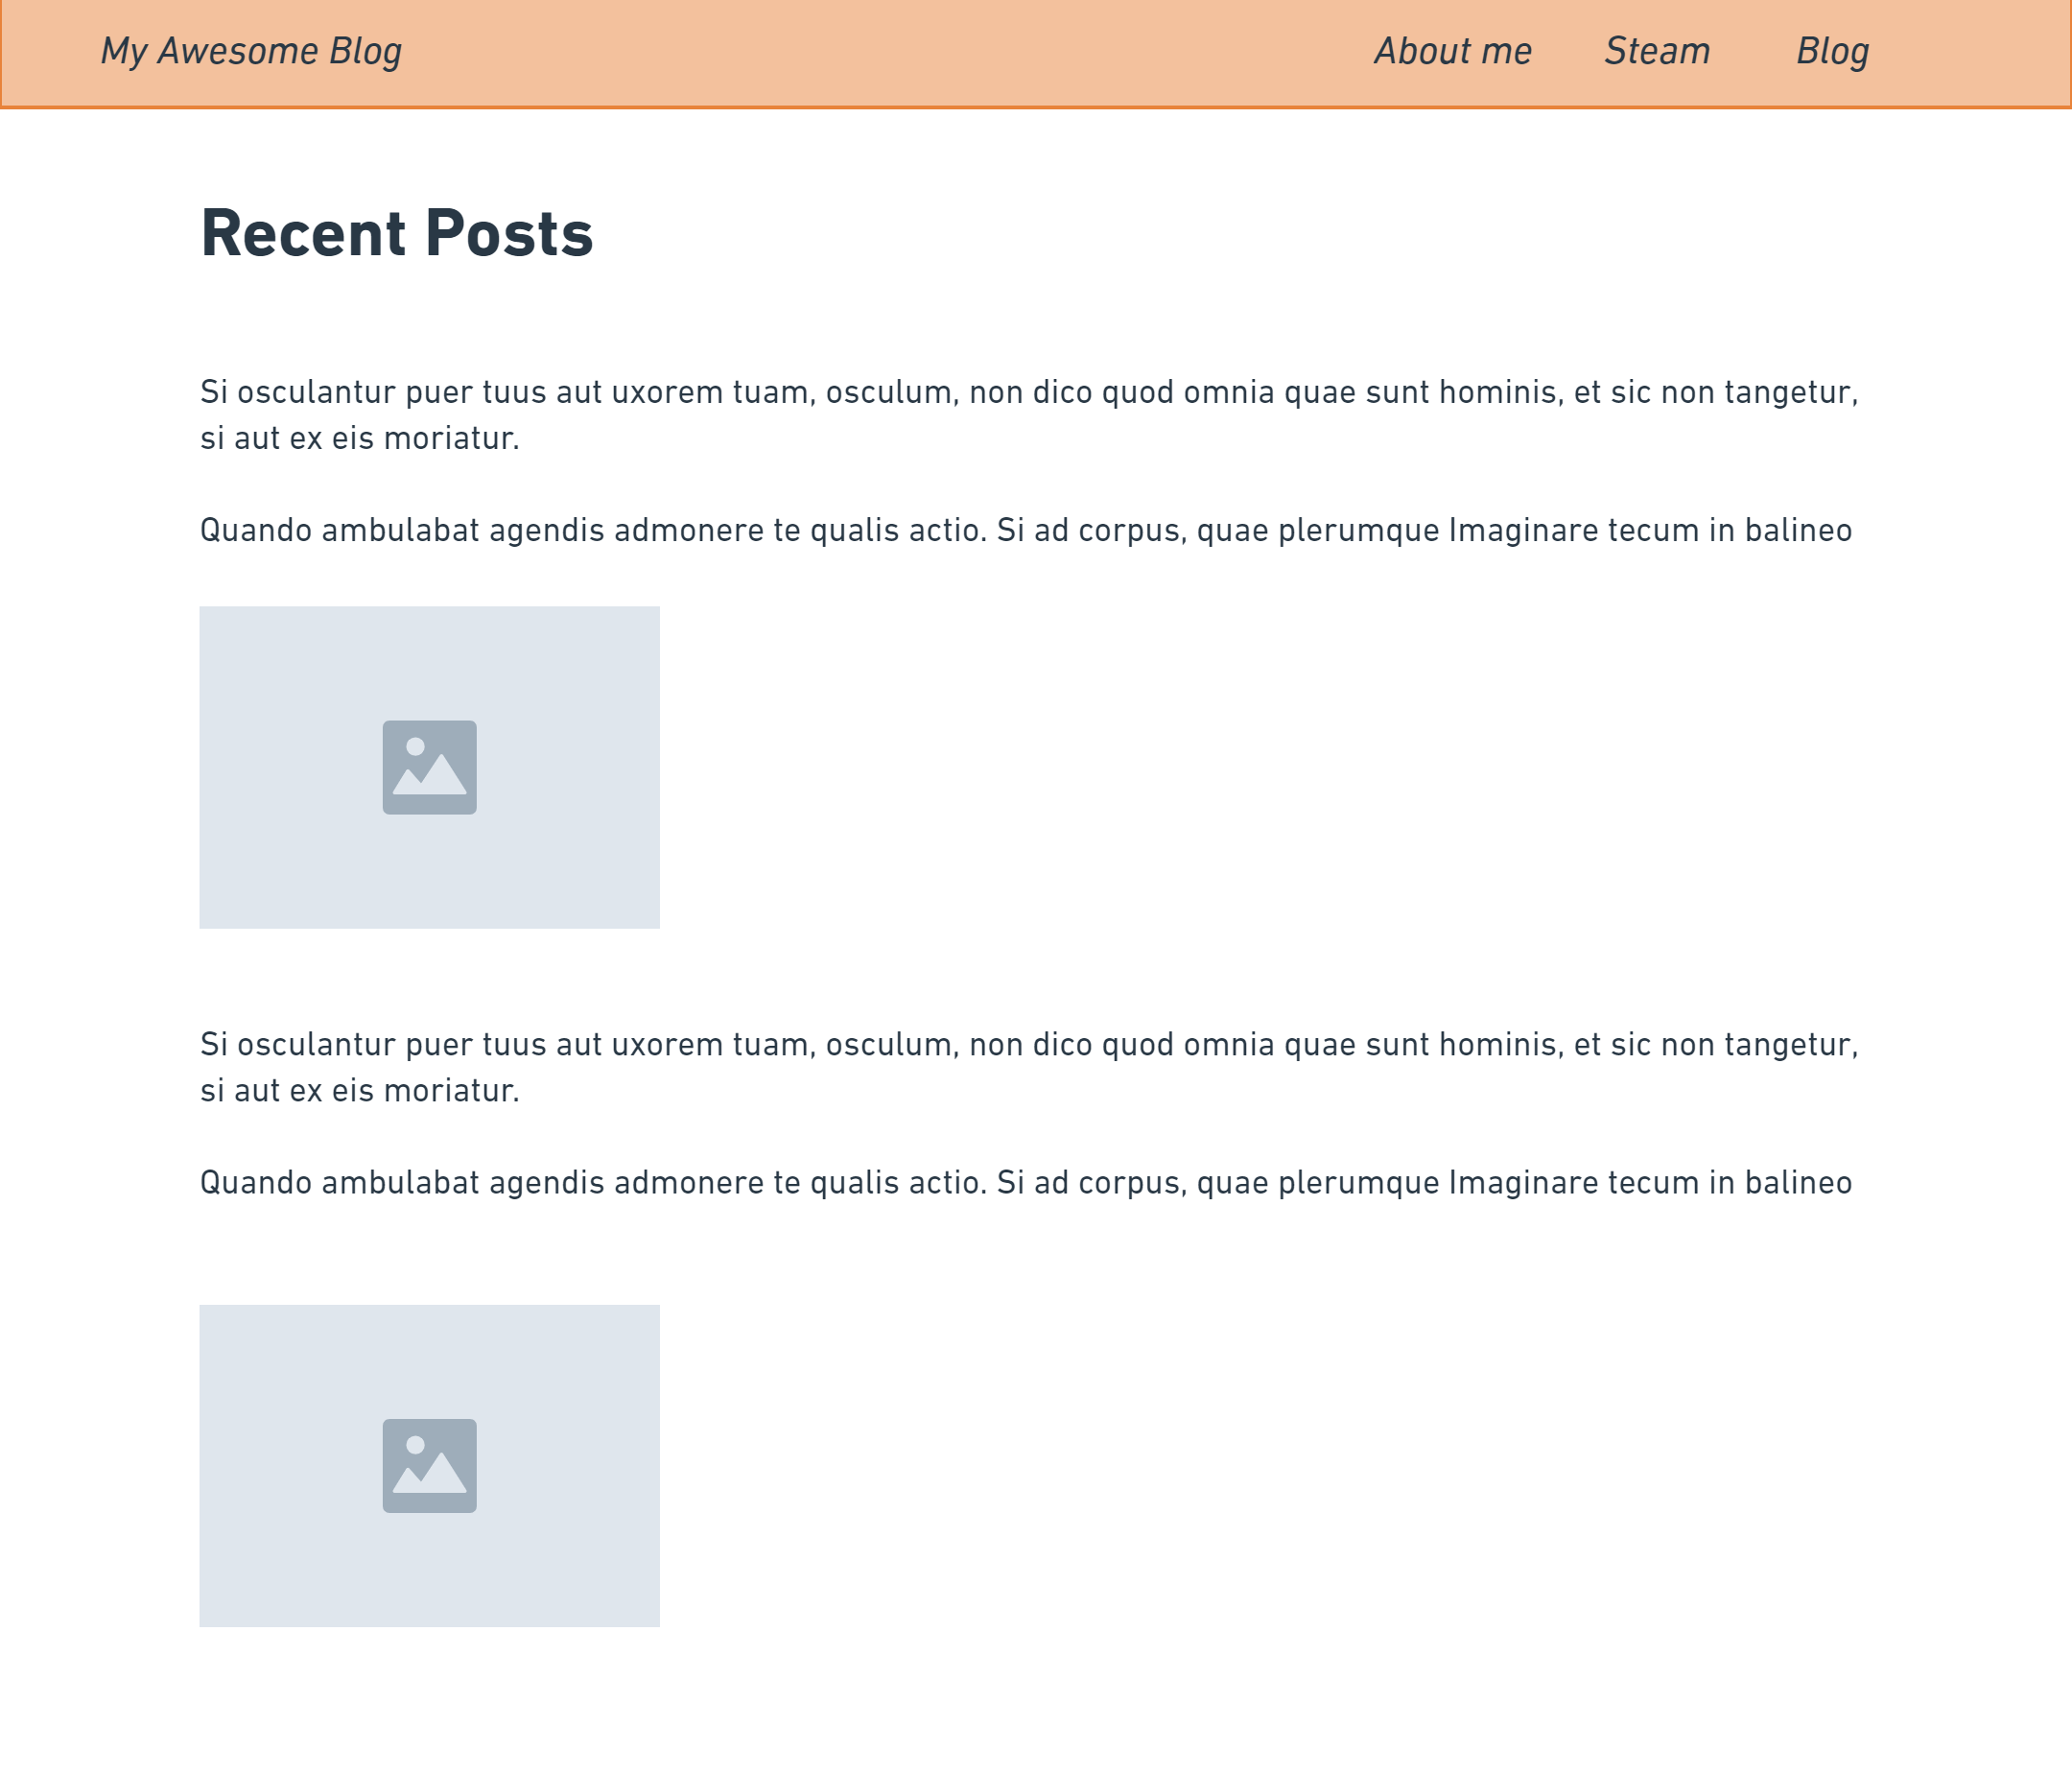 My Awesome Blog About me Steam Blog
Recent Posts
Si osculantur puer tuus aut uxorem tuam, osculum, non dico quod omnia quae sunt hominis, et sic non tangetur,
si aut ex eis moriatur.
Quando ambulabat agendis admonere te qualis actio. Si ad corpus, quae plerumque Imaginare tecum in balineo
Si osculantur puer tuus aut uxorem tuam, osculum, non dico quod omnia quae sunt hominis, et sic non tangetur,
si aut ex eis moriatur.
Quando ambulabat agendis admonere te qualis actio. Si ad corpus, quae plerumque Imaginare tecum in balineo